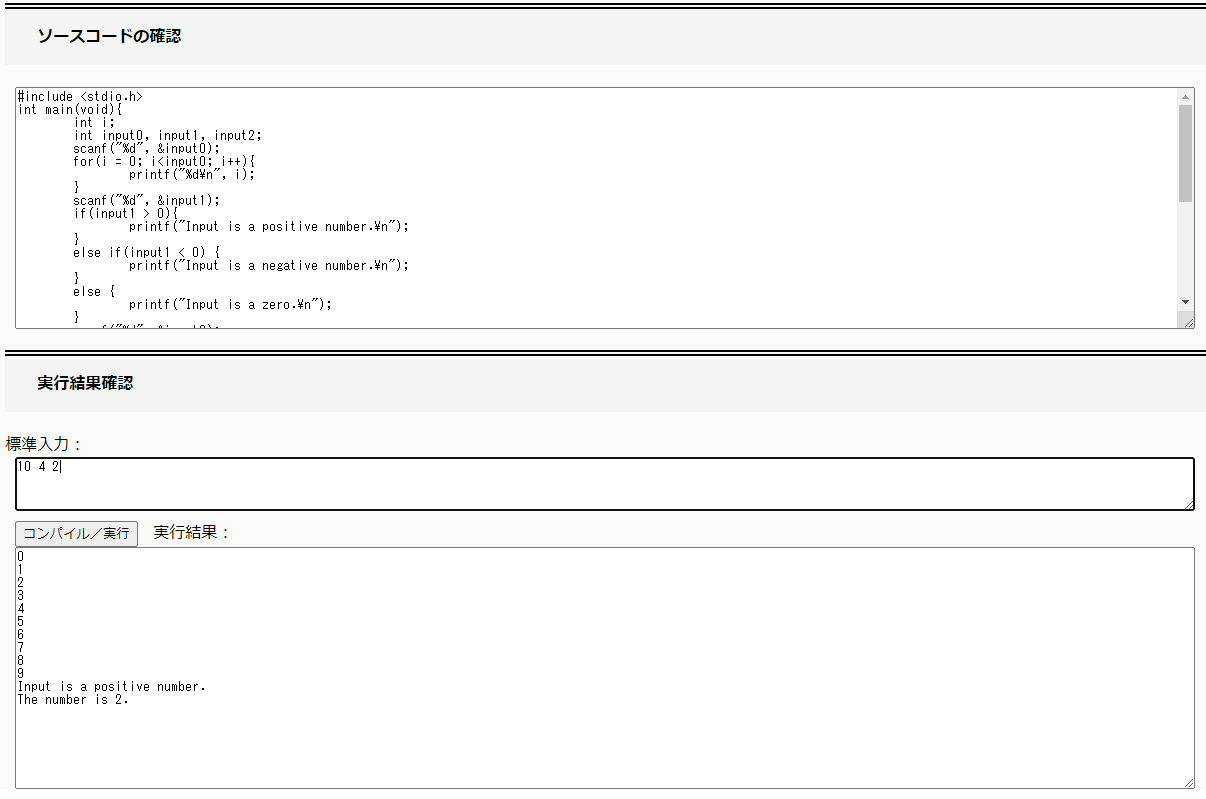 ソースコードの確認
#include <stdio.h>
int main(void){
int i;
int input0, input1, input2;
scanf("%d", &input0);
for(i = 0; i<input0; i++){
printf("%d¥n", i);
}
scanf("%d", &input1);
if(input1 > 0){
printf("Input is a positive number.¥n");
}
else if(input1 < 0) {
printf("Input is a negative number.¥n");
}
else {
printf("Input is a zero.¥n");
}
実行結果確認
標準入力：
10 4 2
コンパイル／実行 実行結果：
0
1
2
3
4
5
6
7
8
9
Input is a positive number.
The number is 2.